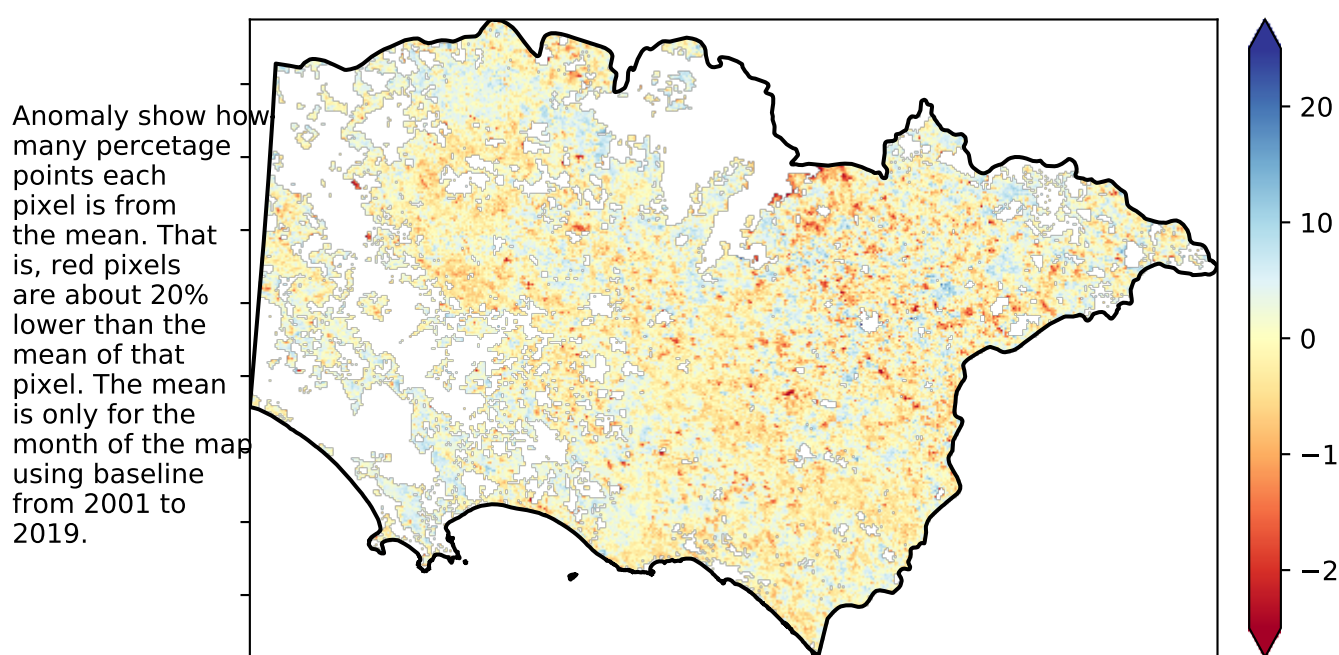 Anomaly show how
many percetage
points each
pixel is from
the mean. That
is, red pixels
are about 20%
lower than the
mean of that
pixel. The mean
is only for the
month of the map
using baseline
from 2001 to
2019.
20
10
0
−1
−2